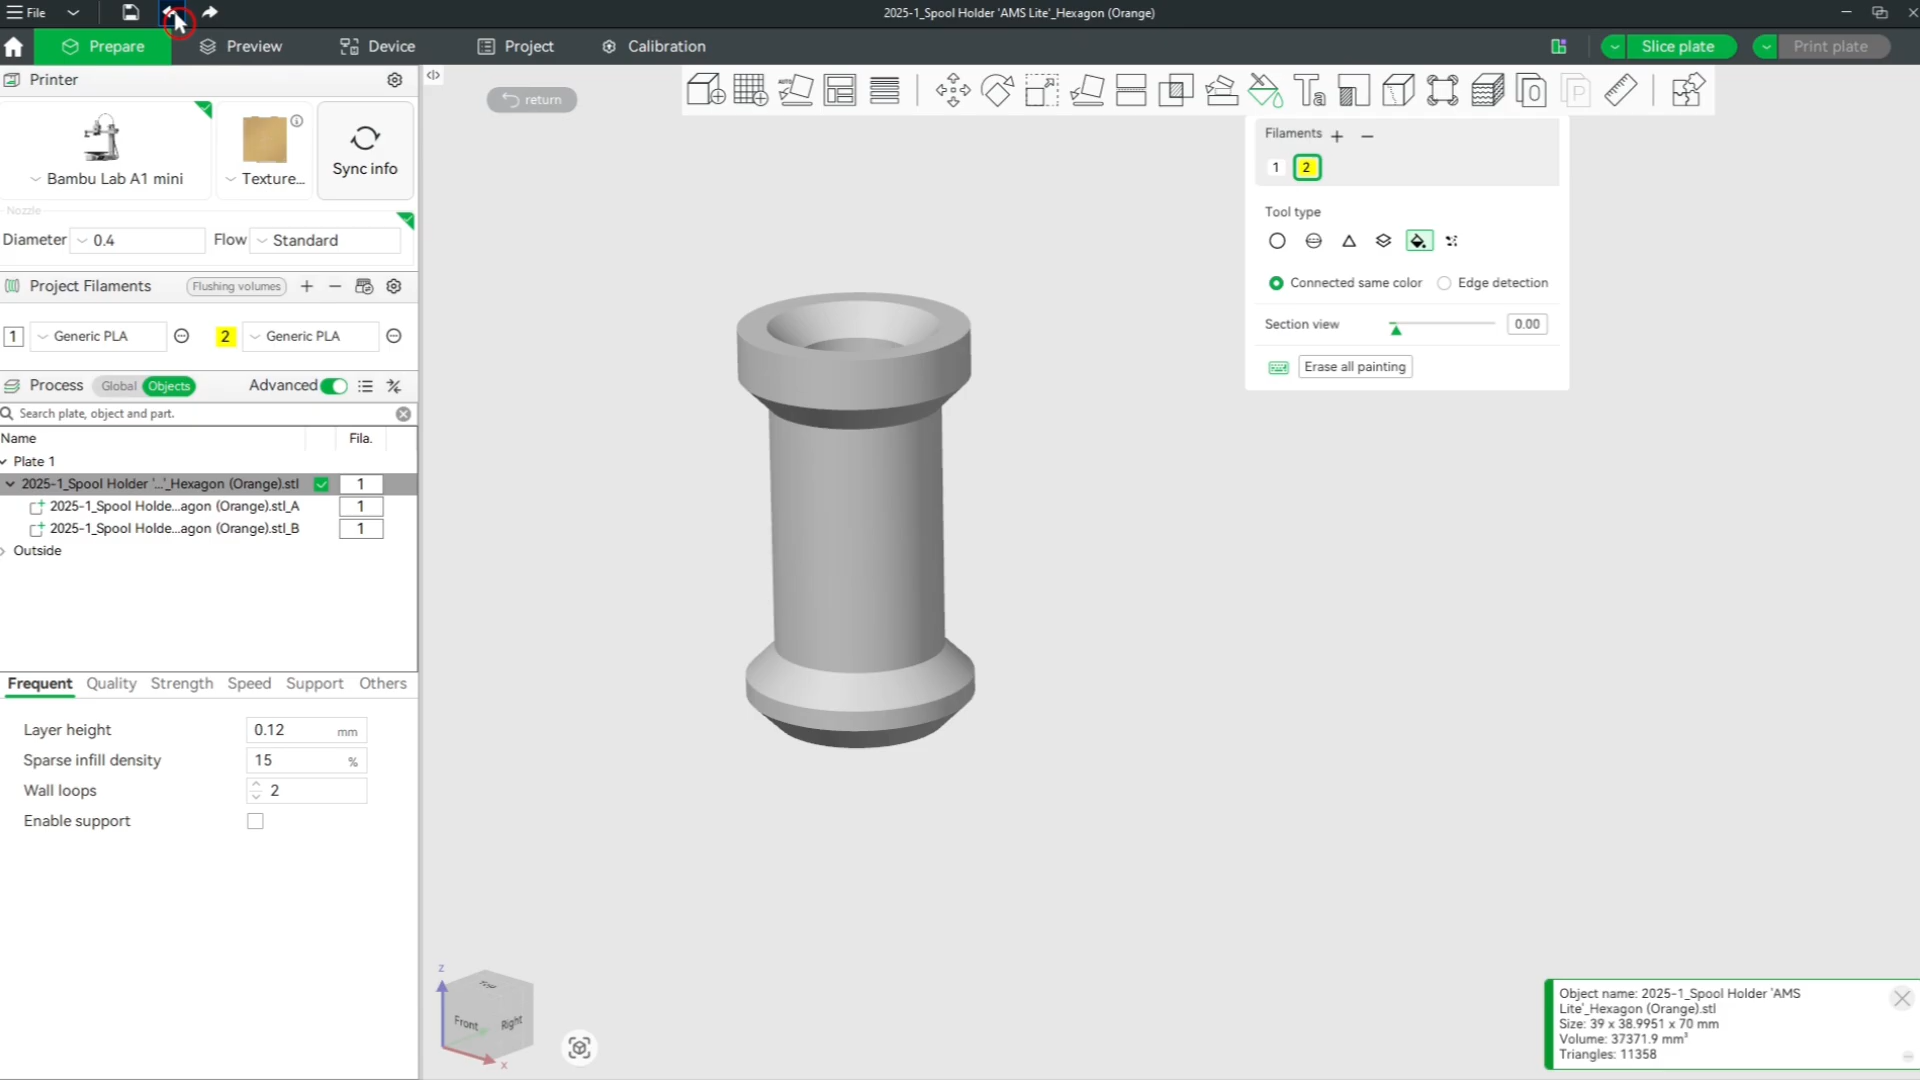 File
2025-1_Spool Holder 'AMS Lite'_Hexagon (Orange)
Prepare
Preview
Device
Project
Calibration
Slice plate
Print plate
Printer
return
Bambu Lab A1 mini
Texture...
Sync info
Nozzle
Diameter
0.4
Flow
Standard
Filaments
1
2
Tool type
Connected same color
Edge detection
Section view
0.00
Erase all painting
Project Filaments
Flushing volumes
1
Generic PLA
2
Generic PLA
Process
Global
Objects
Advanced
Search plate, object and part.
Name
Fila.
Plate 1
2025-1_Spool Holder '...'_Hexagon (Orange).stl
1
2025-1_Spool Holde...agon (Orange).stl_A
1
2025-1_Spool Holde...agon (Orange).stl_B
1
Outside
Frequent
Quality
Strength
Speed
Support
Others
Layer height
0.12
mm
Sparse infill density
15
%
Wall loops
2
Enable support
z
Top
Front
Right
x
Object name: 2025-1_Spool Holder 'AMS
Lite'_Hexagon (Orange).stl
Size: 39 x 38.9951 x 70 mm
Volume: 37371.9 mm³
Triangles: 11358